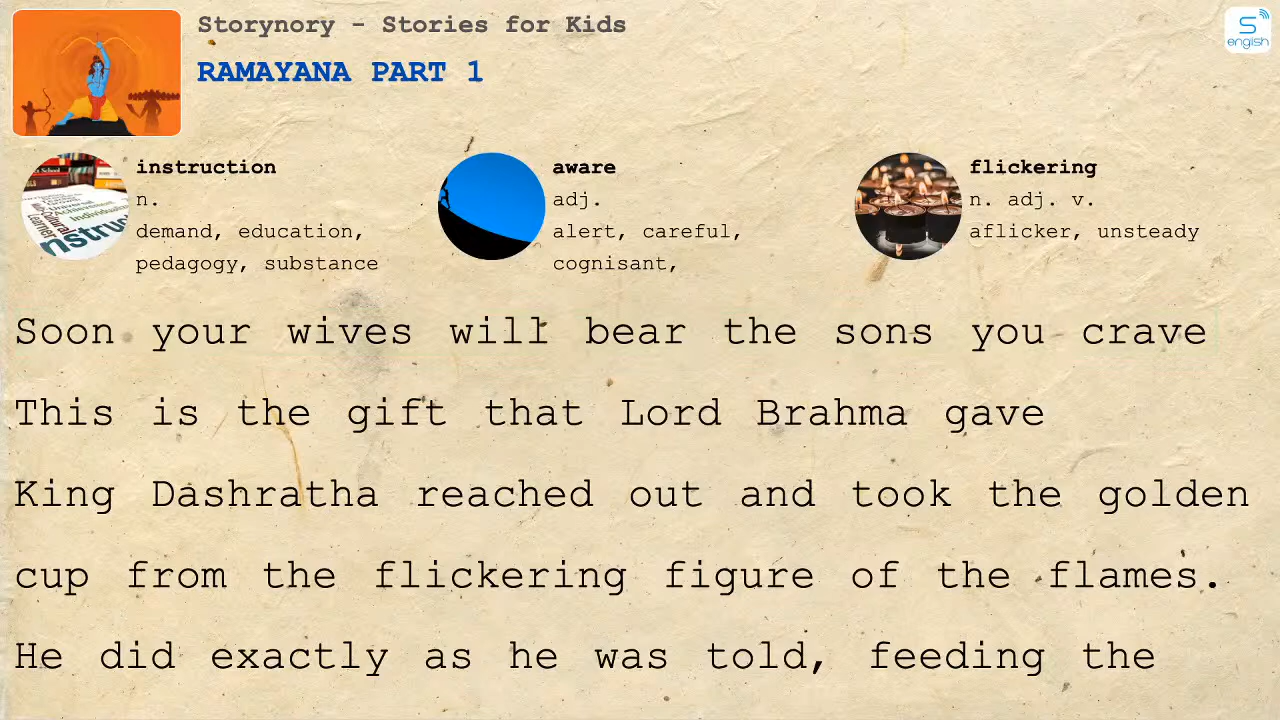 Storynory - Stories for Kids
RAMAYANA PART 1
S
english
instruction
n.
demand, education,
pedagogy, substance
aware
adj.
alert, careful,
cognisant,
flickering
n. adj. v.
aflicker, unsteady
Soon your wives will bear the sons you crave
This is the gift that Lord Brahma gave
King Dashratha reached out and took the golden
cup from the flickering figure of the flames.
He did exactly as he was told, feeding the